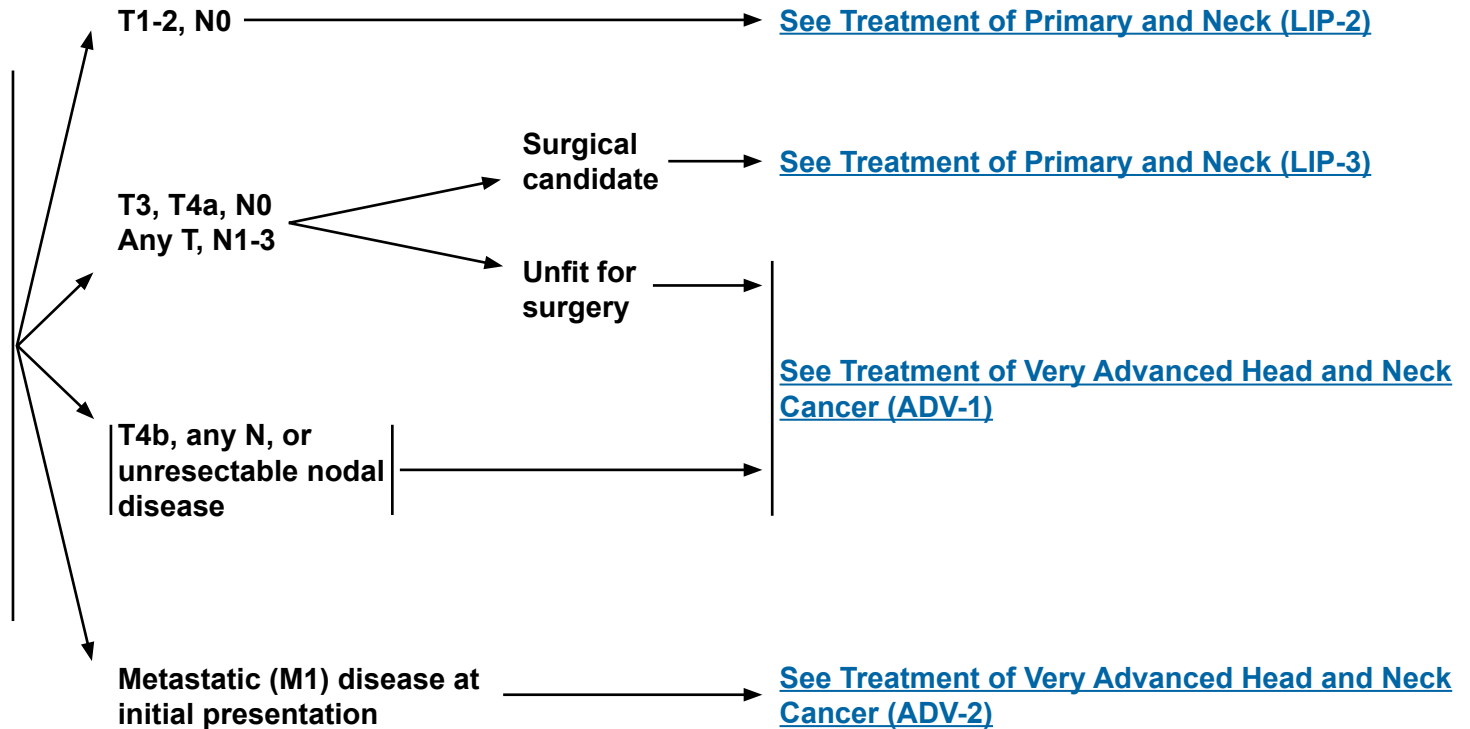 T1-2, N0
See Treatment of Primary and Neck (LIP-2)
T3, T4a, N0
Any T, N1-3
Surgical
candidate
See Treatment of Primary and Neck (LIP-3)
Unfit for
surgery
See Treatment of Very Advanced Head and Neck
Cancer (ADV-1)
T4b, any N, or
unresectable nodal
disease
Metastatic (M1) disease at
initial presentation
See Treatment of Very Advanced Head and Neck
Cancer (ADV-2)